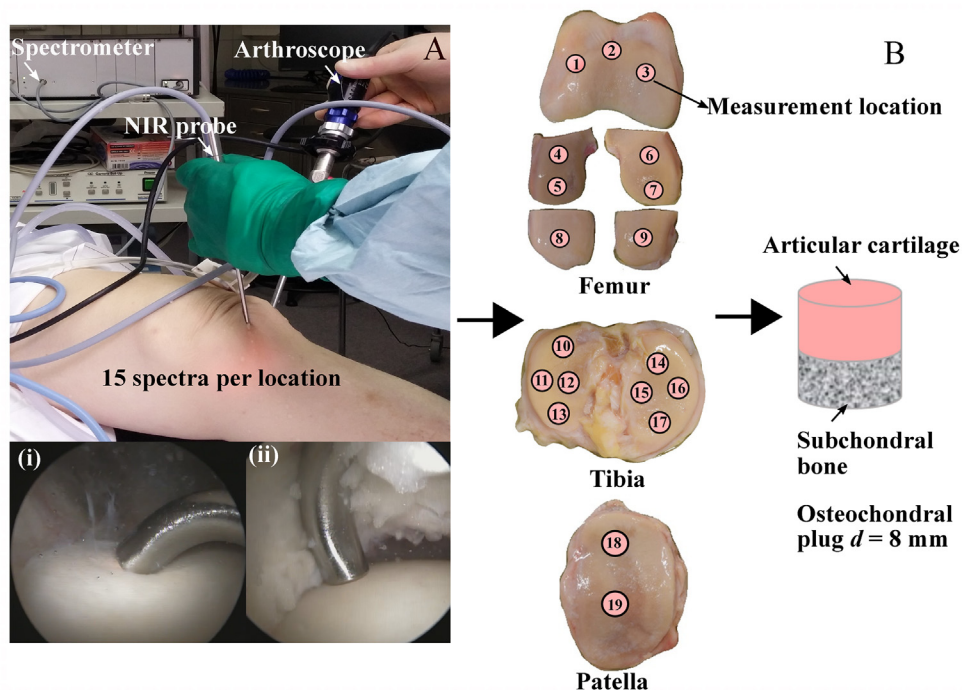 A
Spectrometer
Arthroscope
NIR probe
15 spectra per location
(i)
(ii)
B
1
2
3
Measurement location
4
6
5
7
8
9
Femur
10
14
11
12
15
16
13
17
Tibia
18
19
Patella
Articular cartilage
Subchondral
bone
Osteochondral
plug d = 8 mm